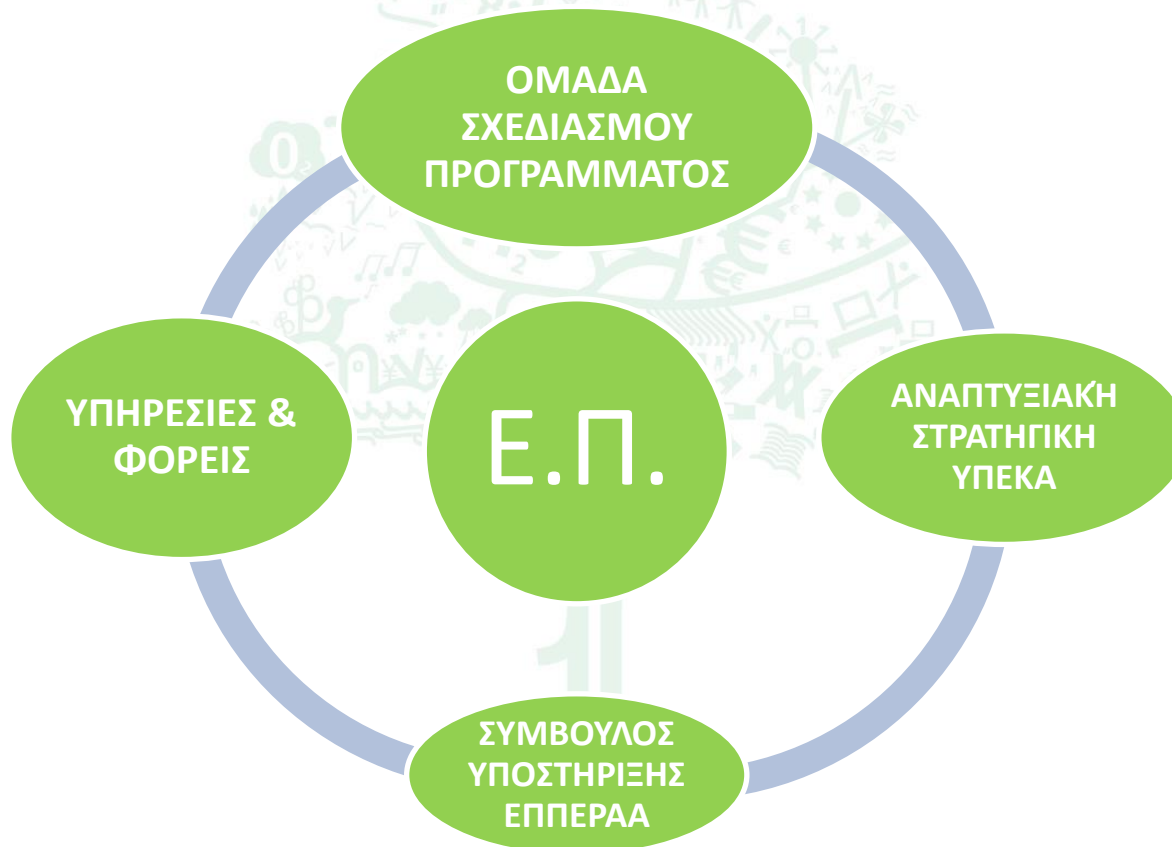 ΟΜΑΔΑ
ΣΧΕΔΙΑΣΜΟΥ
ΠΡΟΓΡΑΜΜΑΤΟΣ
ΥΠΗΡΕΣΙΕΣ &
ΦΟΡΕΙΣ
Ε.Π.
ΑΝΑΠΤΥΞΙΑΚΉ
ΣΤΡΑΤΗΓΙΚΗ
ΥΠΕΚΑ
ΣΥΜΒΟΥΛΟΣ
ΥΠΟΣΤΗΡΙΞΗΣ
ΕΠΠΕΡΑΑ